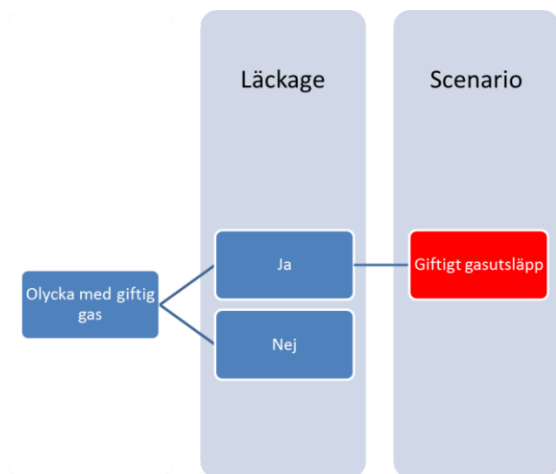 Läckage
Scenario
Olycka med giftig
gas
Ja
Giftigt gasutsläpp
Nej